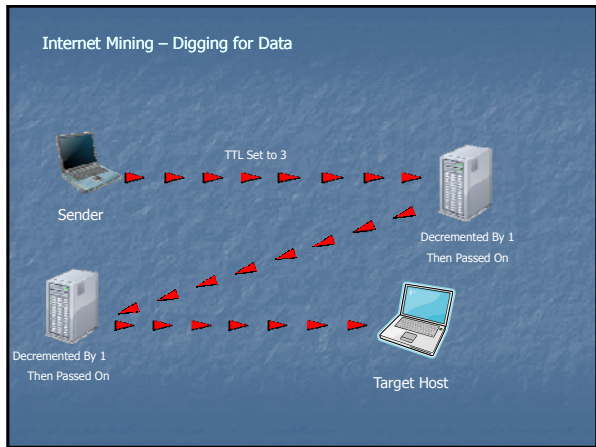 Internet Mining – Digging for Data
TTL Set to 3
Sender
Decremented By 1
Then Passed On
Decremented By 1
Then Passed On
Target Host